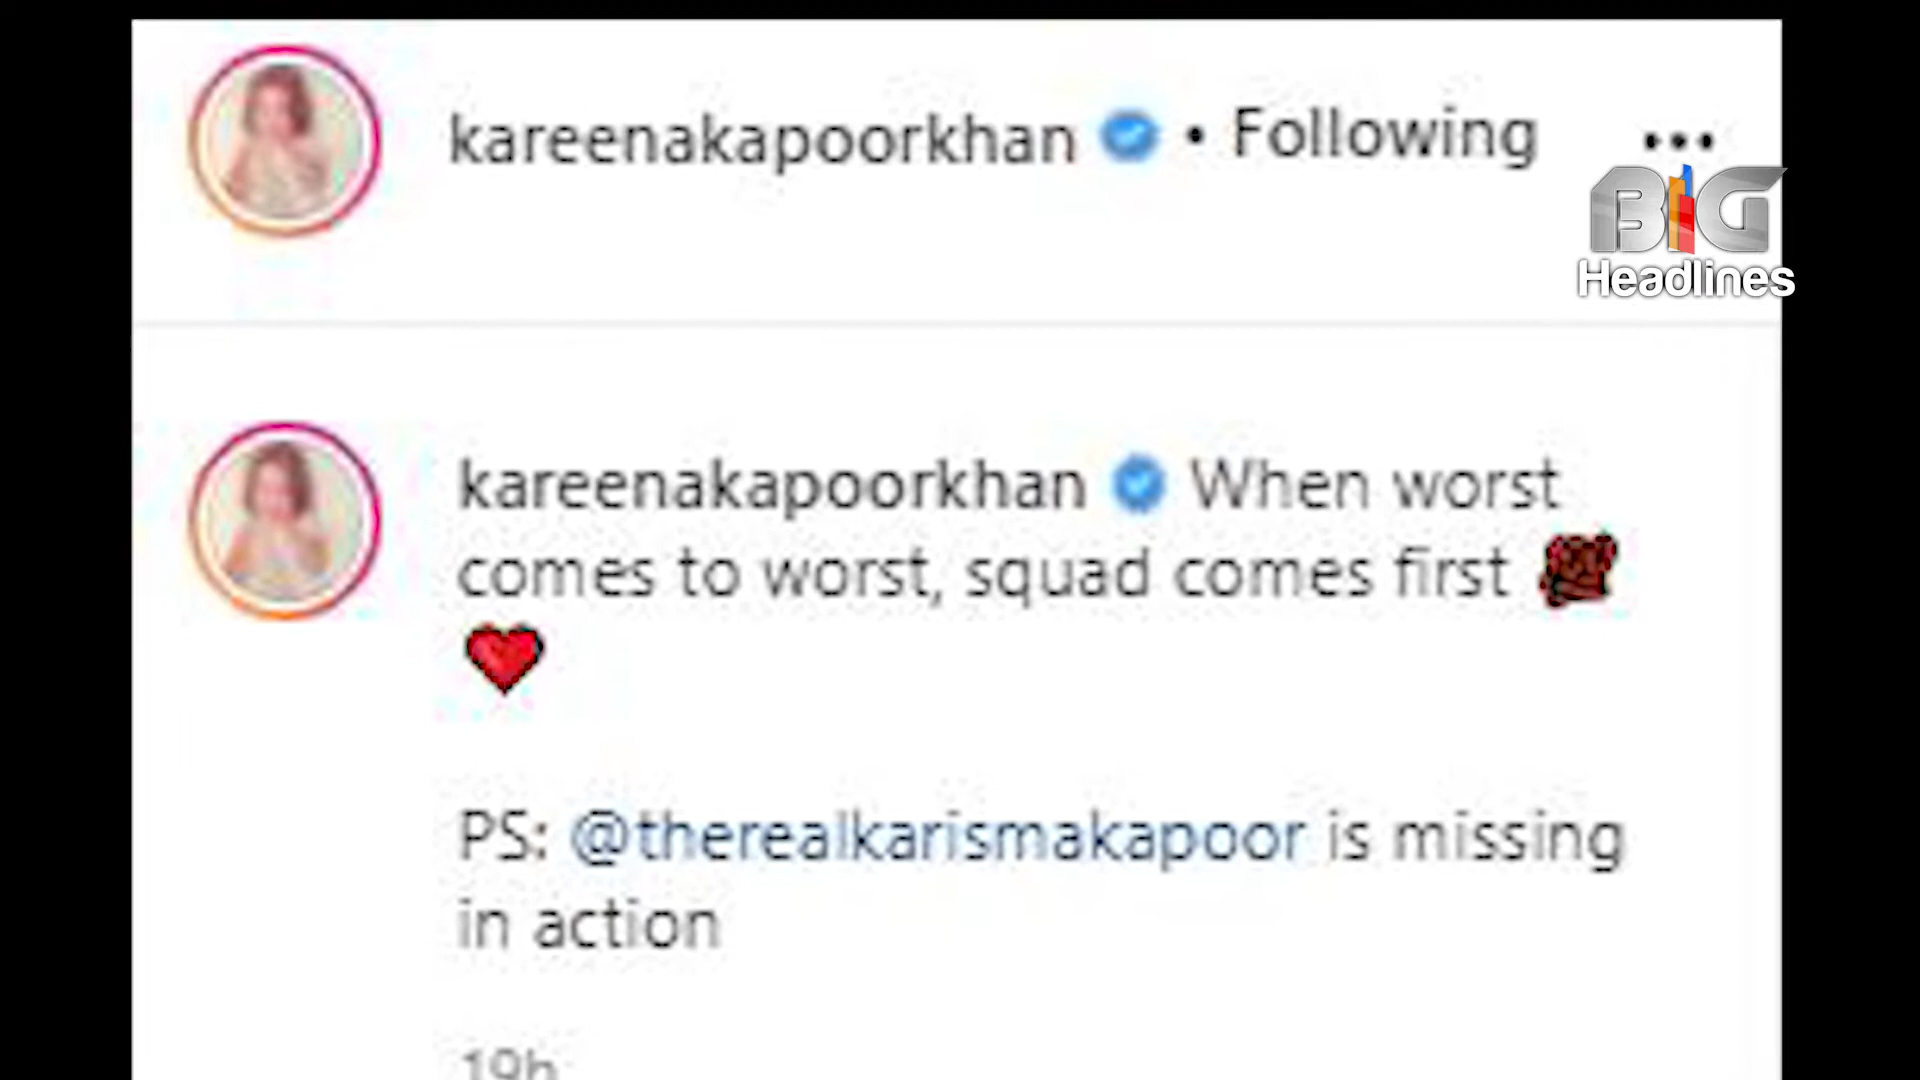 kareenakapoorkhan • Following •••
BIG
Headlines
kareenakapoorkhan When worst
comes to worst, squad comes first
PS: @therealkarismakapoor is missing
in action
19h